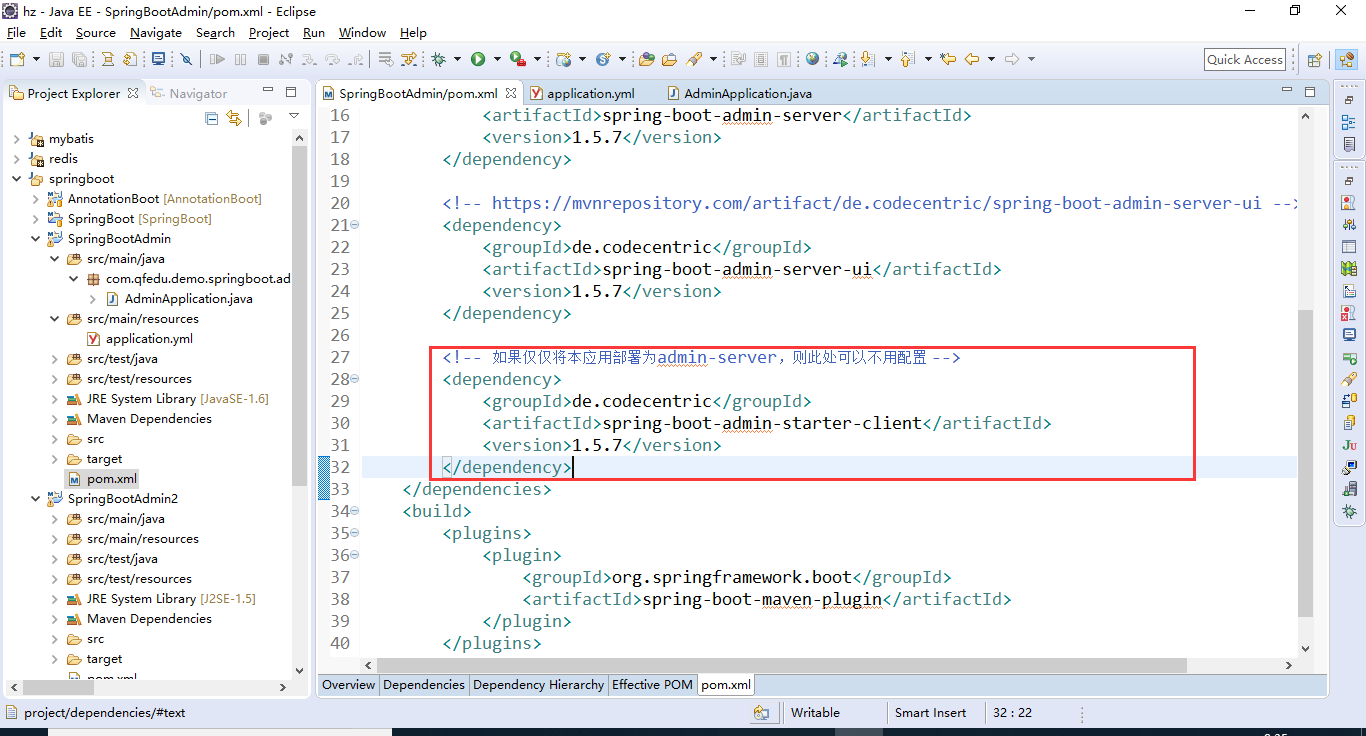 hz - Java EE - SpringBootAdmin/pom.xml - Eclipse
File Edit Source Navigate Search Project Run Window Help
Quick Access
Project Explorer Navigator
mybatis
redis
springboot
AnnotationBoot [AnnotationBoot]
SpringBoot [SpringBoot]
SpringBootAdmin
src/main/java
com.qfedu.demo.springboot.ad
AdminApplication.java
src/main/resources
application.yml
src/test/java
src/test/resources
JRE System Library [JavaSE-1.6]
Maven Dependencies
src
target
pom.xml
SpringBootAdmin2
src/main/java
src/main/resources
src/test/java
src/test/resources
JRE System Library [J2SE-1.5]
Maven Dependencies
src
target
pom.xml
SpringBootAdmin/pom.xml application.yml AdminApplication.java
16 <artifactId>spring-boot-admin-server</artifactId>
17 <version>1.5.7</version>
18 </dependency>
19
20 <!-- https://mvnrepository.com/artifact/de.codecentric/spring-boot-admin-server-ui -->
21 <dependency>
22 <groupId>de.codecentric</groupId>
23 <artifactId>spring-boot-admin-server-ui</artifactId>
24 <version>1.5.7</version>
25 </dependency>
26
27 <!-- 如果仅仅将本应用部署为admin-server，则此处可以不用配置 -->
28 <dependency>
29 <groupId>de.codecentric</groupId>
30 <artifactId>spring-boot-admin-starter-client</artifactId>
31 <version>1.5.7</version>
32 </dependency>
33 </dependencies>
34 <build>
35 <plugins>
36 <plugin>
37 <groupId>org.springframework.boot</groupId>
38 <artifactId>spring-boot-maven-plugin</artifactId>
39 </plugin>
40 </plugins>
Overview Dependencies Dependency Hierarchy Effective POM pom.xml
project/dependencies/#text Writable Smart Insert 32 : 22